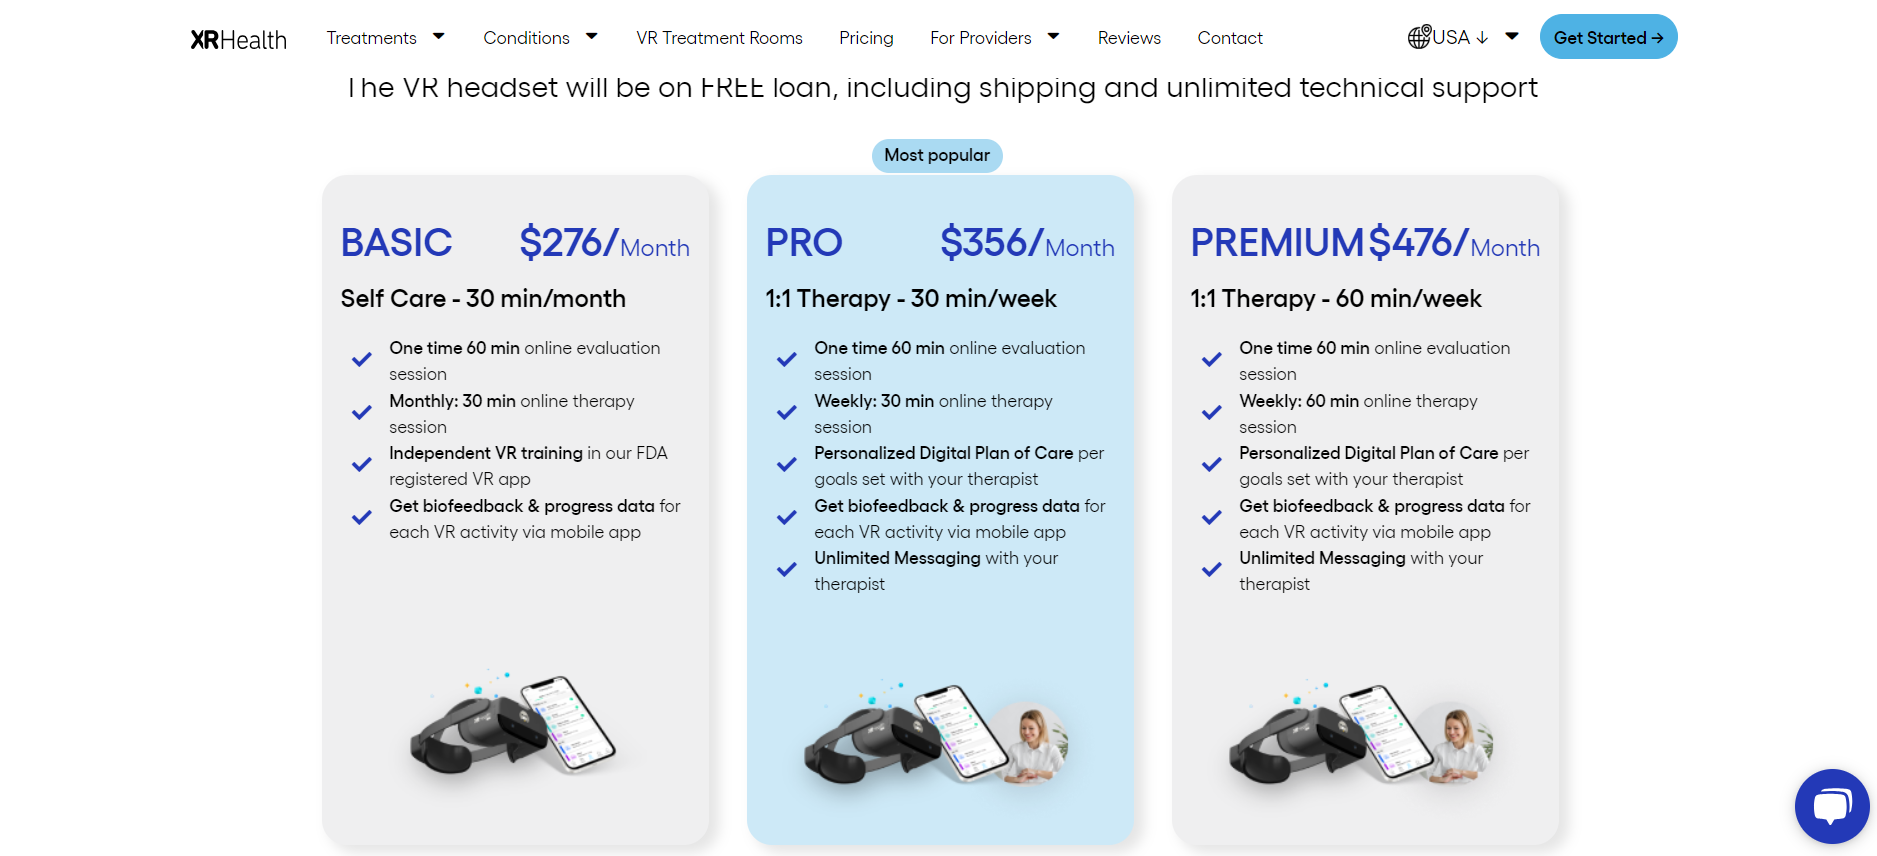 XRHealth Treatments Conditions VR Treatment Rooms Pricing For Providers Reviews Contact USA ↓ Get Started →
The VR headset will be on FREE loan, including shipping and unlimited technical support
Most popular
BASIC $276/Month
Self Care - 30 min/month
One time 60 min online evaluation
session
Monthly: 30 min online therapy
session
Independent VR training in our FDA
registered VR app
Get biofeedback & progress data for
each VR activity via mobile app
PRO $356/Month
1:1 Therapy - 30 min/week
One time 60 min online evaluation
session
Weekly: 30 min online therapy
session
Personalized Digital Plan of Care per
goals set with your therapist
Get biofeedback & progress data for
each VR activity via mobile app
Unlimited Messaging with your
therapist
PREMIUM $476/Month
1:1 Therapy - 60 min/week
One time 60 min online evaluation
session
Weekly: 60 min online therapy
session
Personalized Digital Plan of Care per
goals set with your therapist
Get biofeedback & progress data for
each VR activity via mobile app
Unlimited Messaging with your
therapist